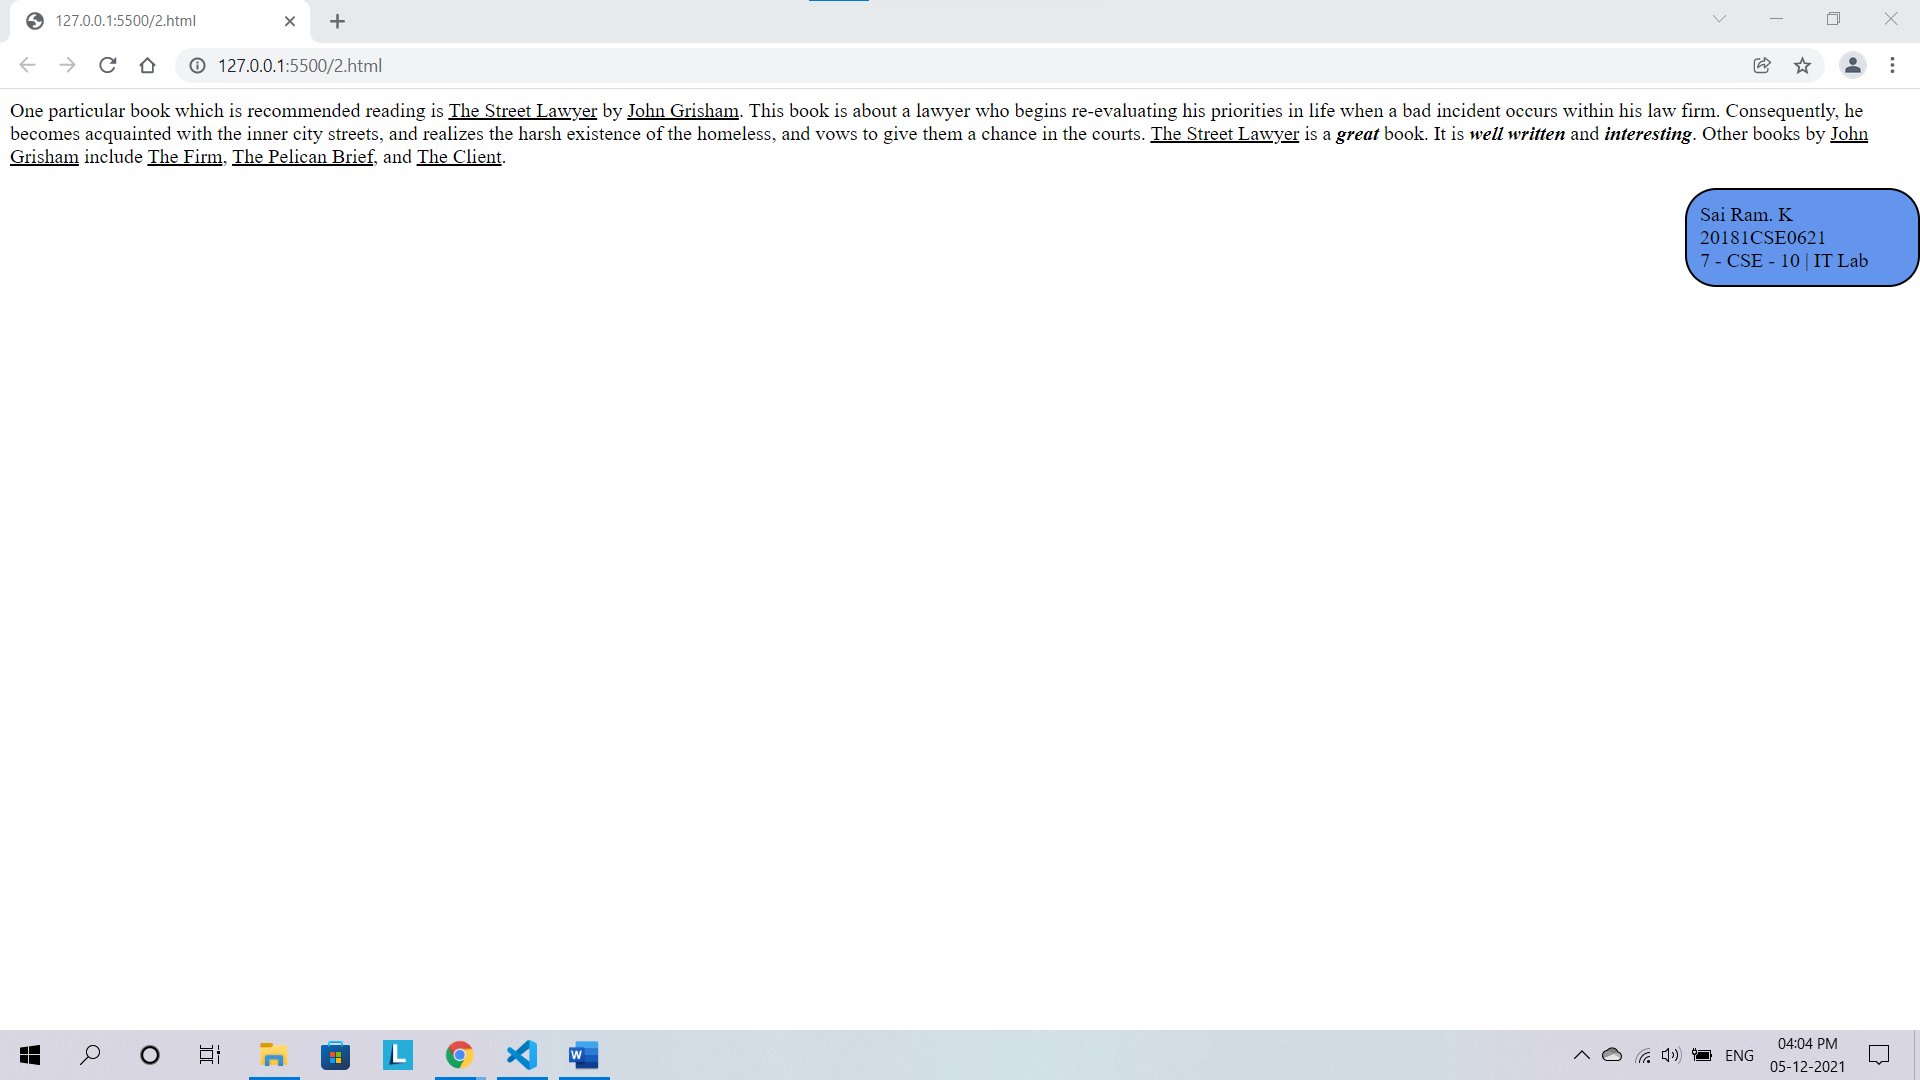 127.0.0.1:5500/2.html
127.0.0.1:5500/2.html
One particular book which is recommended reading is The Street Lawyer by John Grisham. This book is about a lawyer who begins re-evaluating his priorities in life when a bad incident occurs within his law firm. Consequently, he
becomes acquainted with the inner city streets, and realizes the harsh existence of the homeless, and vows to give them a chance in the courts. The Street Lawyer is a great book. It is well written and interesting. Other books by John
Grisham include The Firm, The Pelican Brief, and The Client.
Sai Ram. K
20181CSE0621
7 - CSE - 10 | IT Lab
L
W
ENG
04:04 PM
05-12-2021